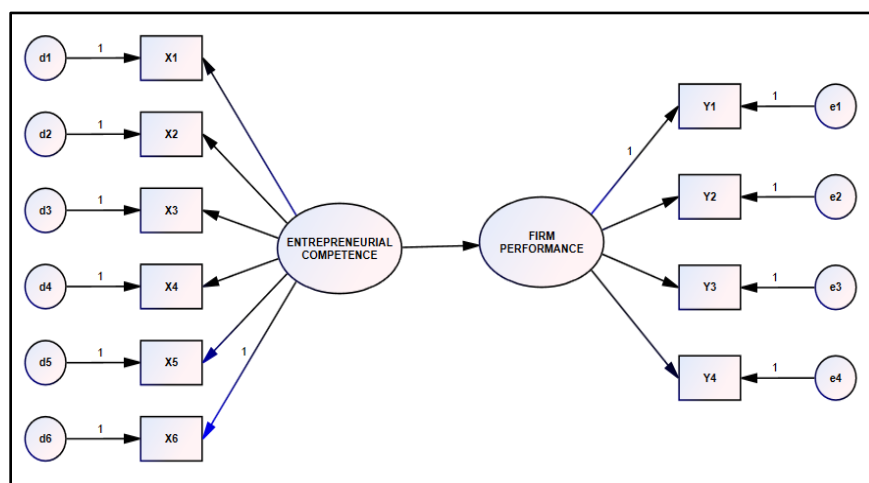 d1
1
X1
d2
1
X2
d3
1
X3
d4
1
X4
d5
1
X5
d6
1
X6
1
ENTREPRENEURIAL
COMPETENCE
FIRM
PERFORMANCE
1
Y1
1
e1
Y2
1
e2
Y3
1
e3
Y4
1
e4